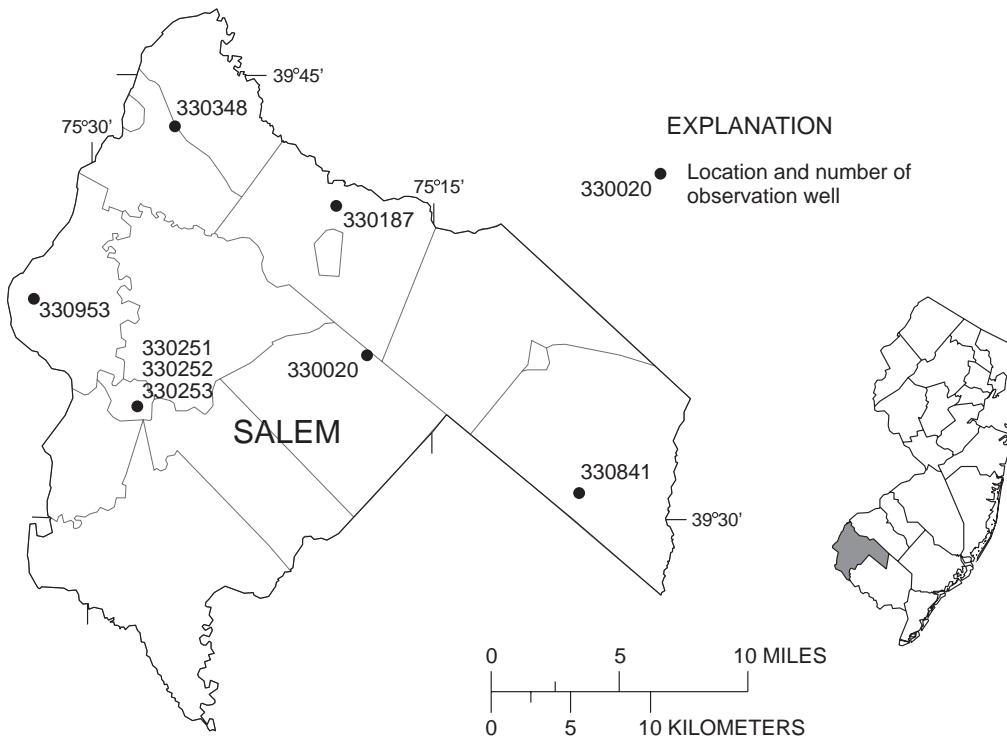 39°45'
330348
75°30'
EXPLANATION
330020
Location and number of
observation well
75°15'
330187
330953
330251
330252
330253
330020
SALEM
330841
39°30'
0 5 10 MILES
0 5 10 KILOMETERS